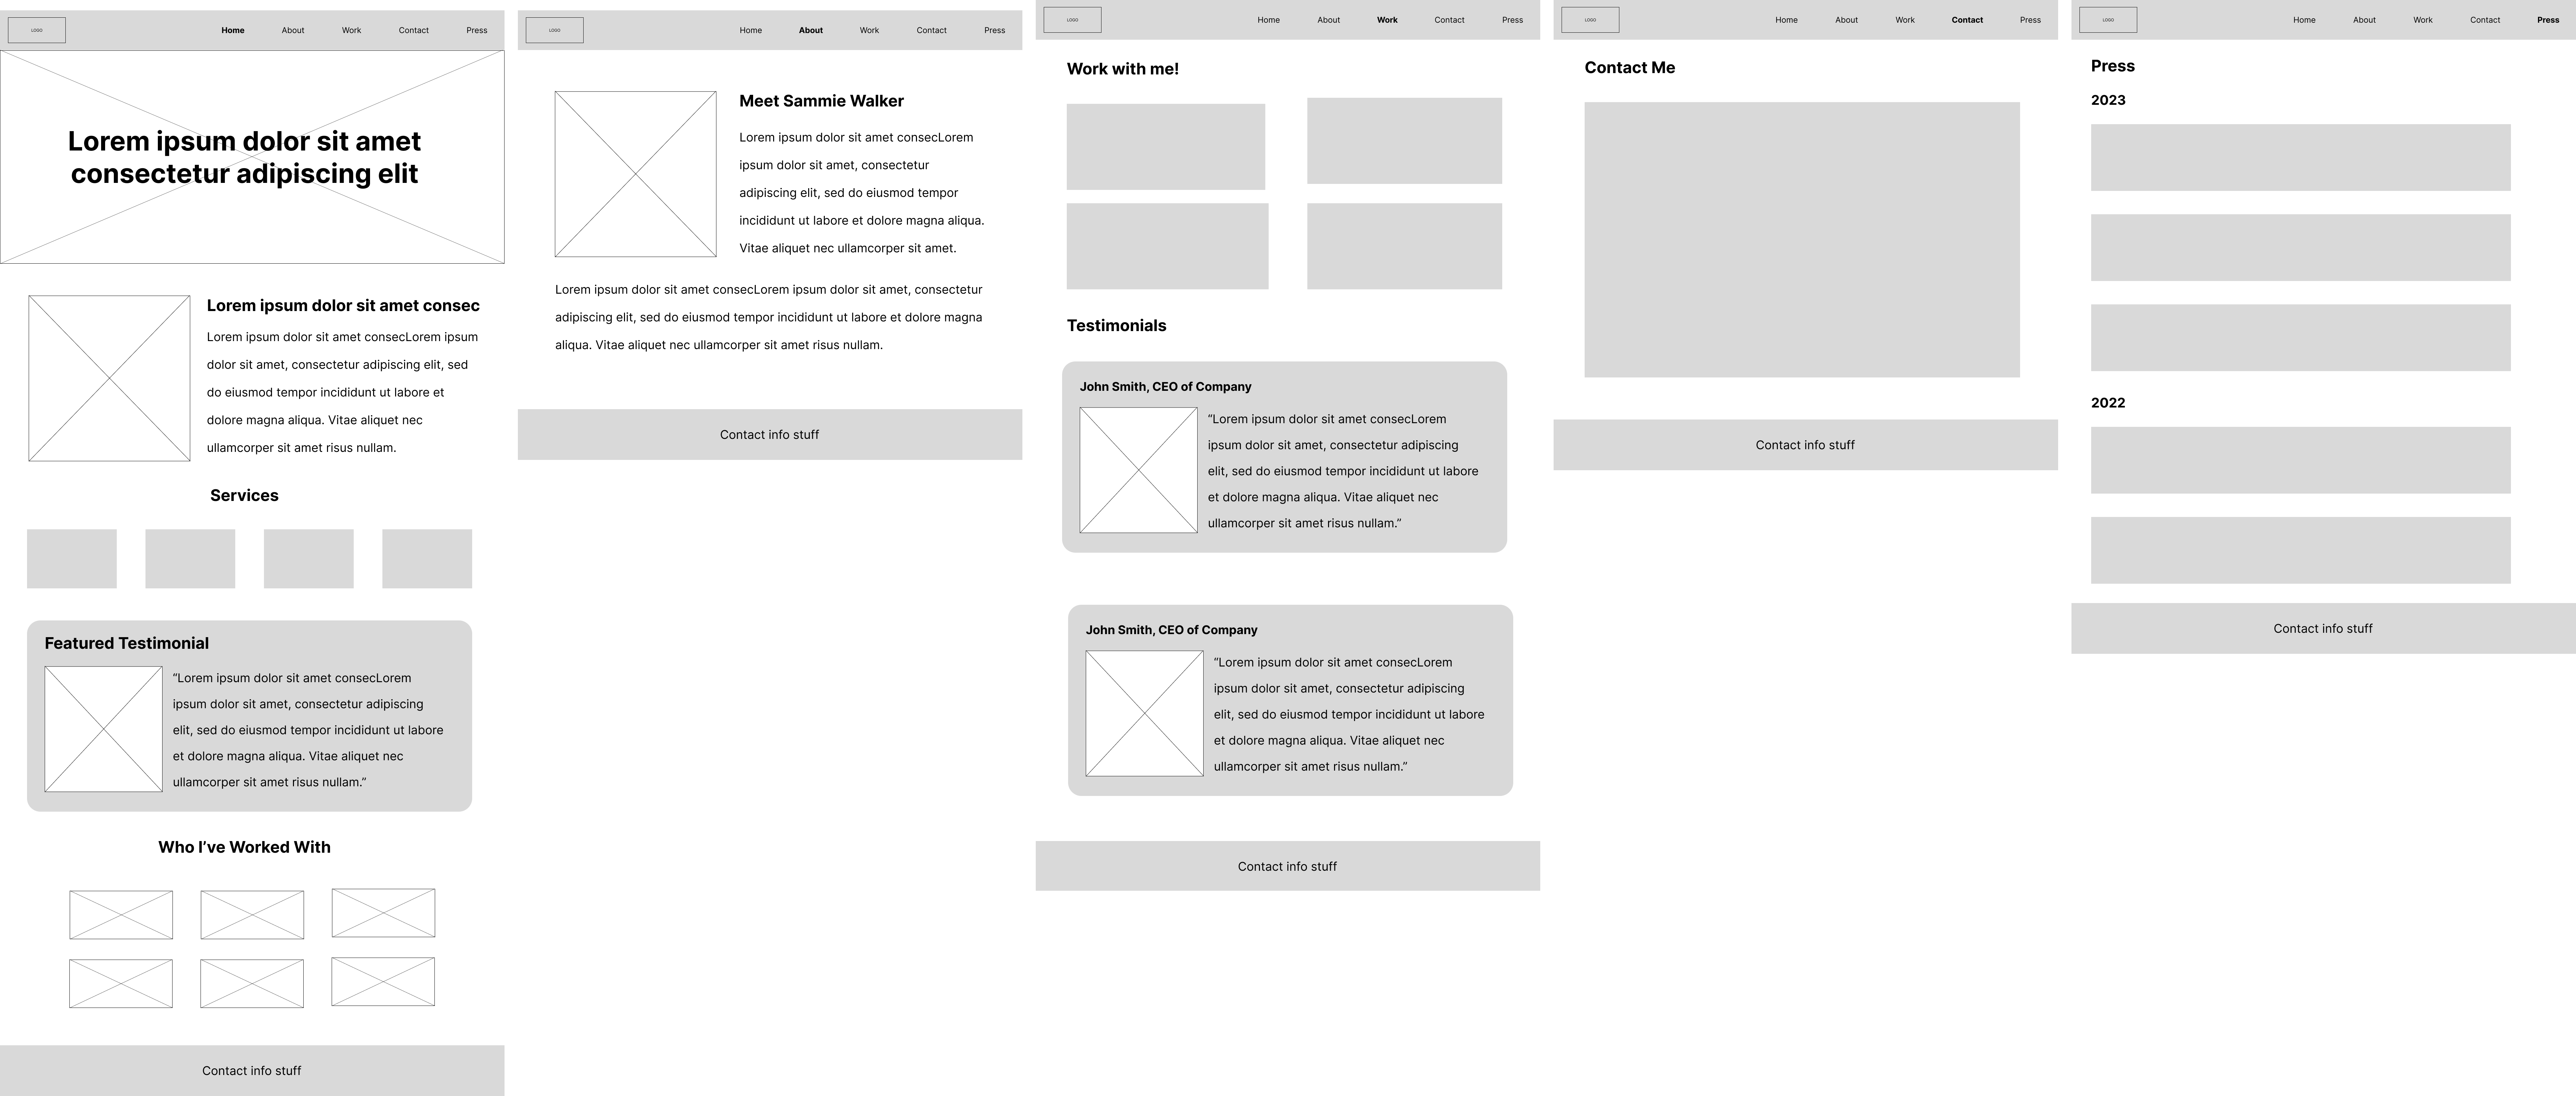 LOGO
Home About Work Contact Press
Lorem ipsum dolor sit amet
consectetur adipiscing elit
Lorem ipsum dolor sit amet consec
Lorem ipsum dolor sit amet consecLorem ipsum
dolor sit amet, consectetur adipiscing elit, sed
do eiusmod tempor incididunt ut labore et
dolore magna aliqua. Vitae aliquet nec
ullamcorper sit amet risus nullam.
Services
Featured Testimonial
“Lorem ipsum dolor sit amet consecLorem
ipsum dolor sit amet, consectetur adipiscing
elit, sed do eiusmod tempor incididunt ut labore
et dolore magna aliqua. Vitae aliquet nec
ullamcorper sit amet risus nullam.”
Who I’ve Worked With
Contact info stuff
LOGO
Home About Work Contact Press
Meet Sammie Walker
Lorem ipsum dolor sit amet consecLorem
ipsum dolor sit amet, consectetur
adipiscing elit, sed do eiusmod tempor
incididunt ut labore et dolore magna aliqua.
Vitae aliquet nec ullamcorper sit amet.
Lorem ipsum dolor sit amet consecLorem ipsum dolor sit amet, consectetur
adipiscing elit, sed do eiusmod tempor incididunt ut labore et dolore magna
aliqua. Vitae aliquet nec ullamcorper sit amet risus nullam.
Contact info stuff
LOGO
Home About Work Contact Press
Work with me!
Testimonials
John Smith, CEO of Company
“Lorem ipsum dolor sit amet consecLorem
ipsum dolor sit amet, consectetur adipiscing
elit, sed do eiusmod tempor incididunt ut labore
et dolore magna aliqua. Vitae aliquet nec
ullamcorper sit amet risus nullam.”
John Smith, CEO of Company
“Lorem ipsum dolor sit amet consecLorem
ipsum dolor sit amet, consectetur adipiscing
elit, sed do eiusmod tempor incididunt ut labore
et dolore magna aliqua. Vitae aliquet nec
ullamcorper sit amet risus nullam.”
Contact info stuff
LOGO
Home About Work Contact Press
Contact Me
Contact info stuff
LOGO
Home About Work Contact Press
Press
2023
2022
Contact info stuff